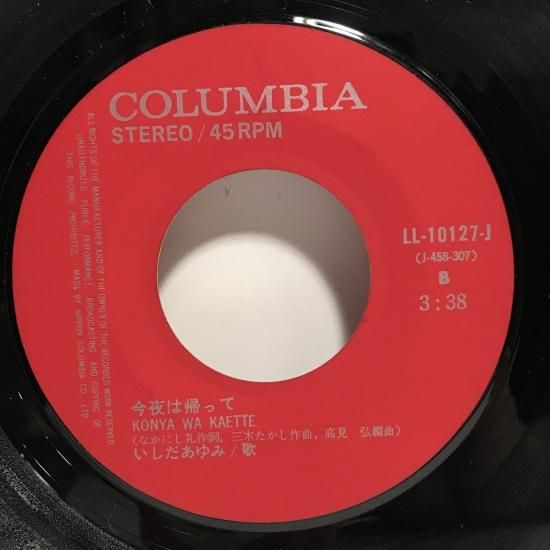 COLUMBIA
STEREO / 45 RPM
LL-10127-J
(J-458-307)
B
3:38
ALL RIGHTS OF THE MANUFACTURER AND OF THE OWNER OF THE RECORDED WORK RESERVED
UNAUTHORIZED PUBLIC PERFORMANCE, BROADCASTING AND COPYING OF
THIS RECORD PROHIBITED. MADE BY NIPPON COLUMBIA CO. LTD.
今夜は帰って
KONYA WA KAETTE
(なかにし礼作詞, 三木たかし作曲, 高見 弘編曲)
いしだあゆみ / 歌